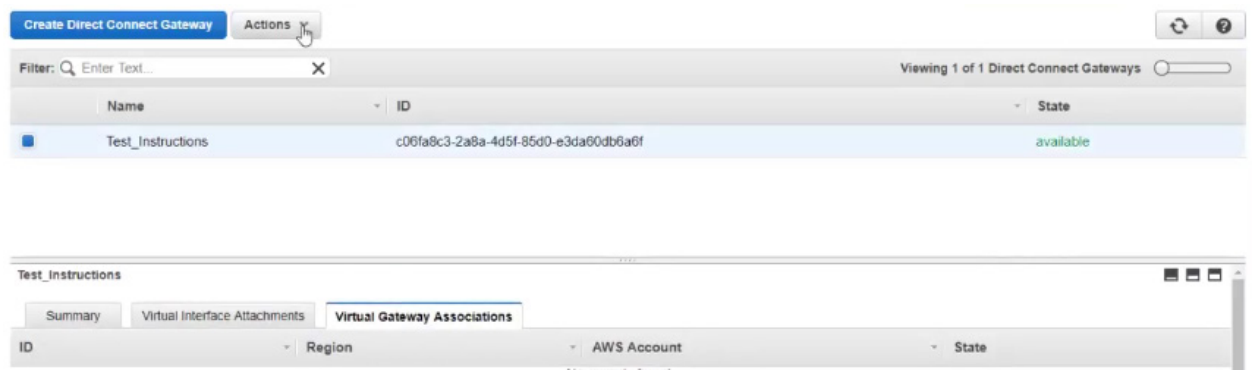 Create Direct Connect Gateway Actions
Filter: Enter Text... Viewing 1 of 1 Direct Connect Gateways
Name ID State
Test_Instructions c06fa8c3-2a8a-4d5f-85d0-e3da60db6a6f available
Test_Instructions
Summary Virtual Interface Attachments Virtual Gateway Associations
ID Region AWS Account State